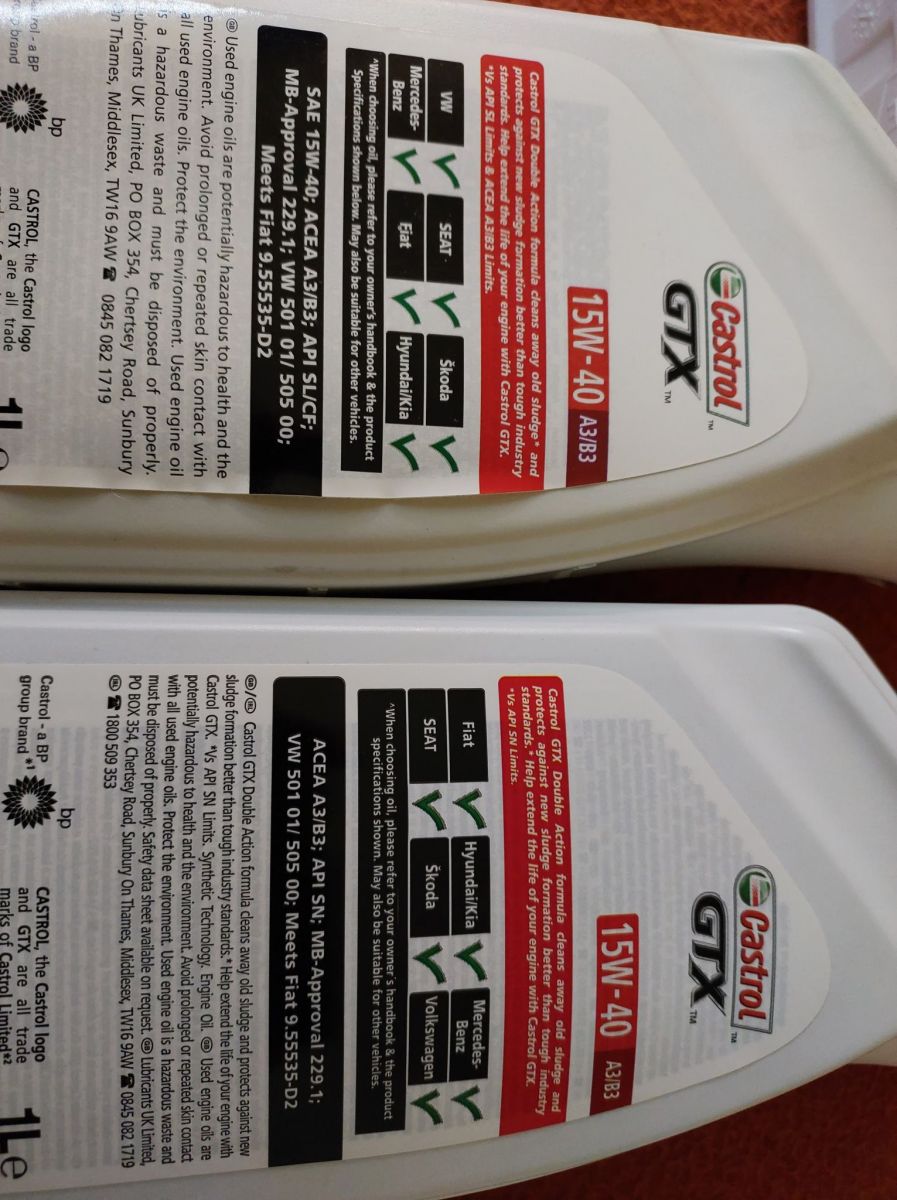 Castrol
GTX™
15W-40 A3/B3
Castrol GTX Double Action formula cleans away old sludge* and
protects against new sludge formation better than tough industry
standards. Help extend the life of your engine with Castrol GTX.
*Vs API SL Limits & ACEA A3/B3 Limits.
VW ✓ SEAT ✓ Škoda ✓
Mercedes-
Benz ✓ Fiat ✓ Hyundai/Kia ✓
^When choosing oil, please refer to your owner's handbook & the product
Specifications shown below. May also be suitable for other vehicles.
SAE 15W-40; ACEA A3/B3; API SL/CF;
MB-Approval 229.1; VW 501 01/ 505 00;
Meets Fiat 9.55535-D2
GB Used engine oils are potentially hazardous to health and the
environment. Avoid prolonged or repeated skin contact with
all used engine oils. Protect the environment. Used engine oil
is a hazardous waste and must be disposed of properly.
Lubricants UK Limited, PO BOX 354, Chertsey Road, Sunbury
On Thames, Middlesex, TW16 9AW ☎ 0845 082 1719
- a BP
brand
bp
CASTROL, the Castrol logo
and GTX are all trade
1L e
Castrol
GTX™
15W-40 A3/B3
Castrol GTX Double Action formula cleans away old sludge and
protects against new sludge formation better than tough industry
standards.* Help extend the life of your engine with Castrol GTX.
*Vs API SN Limits.
Fiat ✓ Hyundai/Kia ✓ Mercedes-
Benz ✓
SEAT ✓ Škoda ✓ Volkswagen ✓
^When choosing oil, please refer to your owner's handbook & the product
specifications shown. May also be suitable for other vehicles.
ACEA A3/B3; API SN; MB-Approval 229.1;
VW 501 01/ 505 00; Meets Fiat 9.55535-D2
GB/IRL Castrol GTX Double Action formula cleans away old sludge and protects against new
sludge formation better than tough industry standards.* Help extend the life of your engine with
Castrol GTX. *Vs API SN Limits. Synthetic Technology. Engine Oil. GB Used engine oils are
potentially hazardous to health and the environment. Avoid prolonged or repeated skin contact
with all used engine oils. Protect the environment. Used engine oil is a hazardous waste and
must be disposed of properly. Safety data sheet available on request. GB Lubricants UK Limited,
PO BOX 354, Chertsey Road, Sunbury On Thames, Middlesex, TW16 9AW ☎ 0845 082 1719
IRL ☎ 1800 509 353
Castrol - a BP
group brand *1
bp
CASTROL, the Castrol logo
and GTX are all trade
marks of Castrol Limited*2
1L e